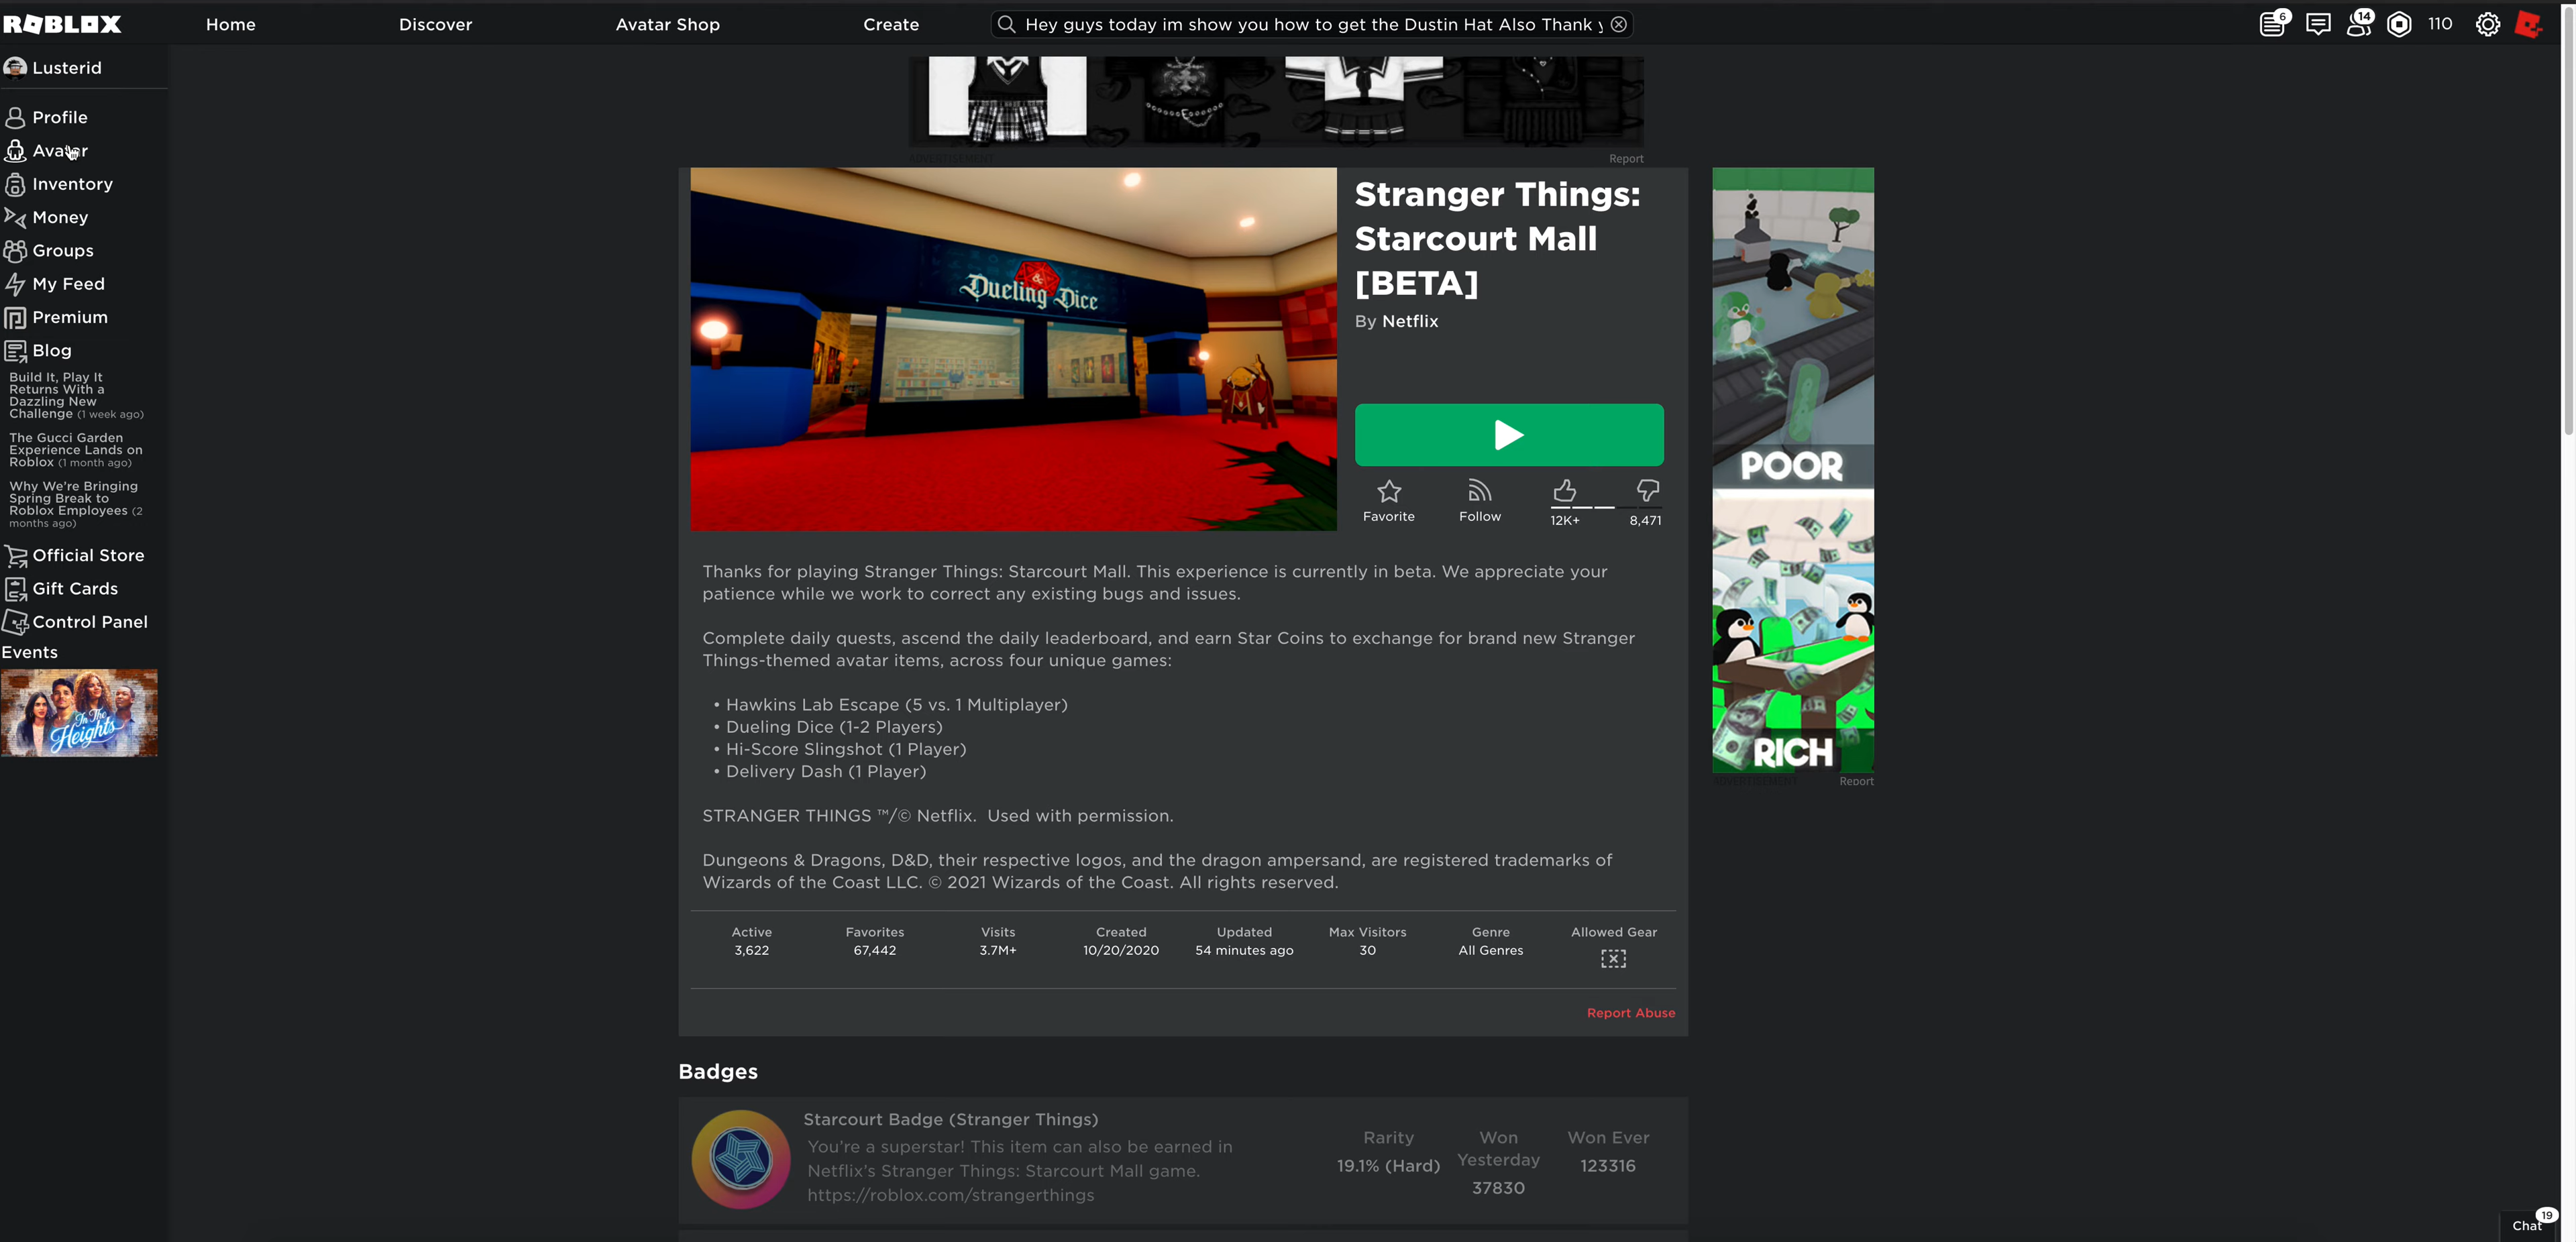 ROBLOX
Home
Discover
Avatar Shop
Create
Hey guys today im show you how to get the Dustin Hat Also Thank y
6
14
110
Lusterid
Profile
Avatar
Inventory
Money
Groups
My Feed
Premium
Blog
Build It, Play It
Returns With a
Dazzling New
Challenge (1 week ago)
The Gucci Garden
Experience Lands on
Roblox (1 month ago)
Why We're Bringing
Spring Break to
Roblox Employees (2
months ago)
Official Store
Gift Cards
Control Panel
Events
In The
Heights
ADVERTISEMENT
Report
&
Dueling Dice
Stranger Things:
Starcourt Mall
[BETA]
By Netflix
Favorite
Follow
12K+
8,471
Thanks for playing Stranger Things: Starcourt Mall. This experience is currently in beta. We appreciate your
patience while we work to correct any existing bugs and issues.
Complete daily quests, ascend the daily leaderboard, and earn Star Coins to exchange for brand new Stranger
Things-themed avatar items, across four unique games:
• Hawkins Lab Escape (5 vs. 1 Multiplayer)
• Dueling Dice (1-2 Players)
• Hi-Score Slingshot (1 Player)
• Delivery Dash (1 Player)
STRANGER THINGS ™/© Netflix.  Used with permission.
Dungeons & Dragons, D&D, their respective logos, and the dragon ampersand, are registered trademarks of
Wizards of the Coast LLC. © 2021 Wizards of the Coast. All rights reserved.
Active
3,622
Favorites
67,442
Visits
3.7M+
Created
10/20/2020
Updated
54 minutes ago
Max Visitors
30
Genre
All Genres
Allowed Gear
Report Abuse
POOR
RICH
ADVERTISEMENT
Report
Badges
Starcourt Badge (Stranger Things)
You're a superstar! This item can also be earned in
Netflix's Stranger Things: Starcourt Mall game.
https://roblox.com/strangerthings
Rarity
19.1% (Hard)
Won
Yesterday
37830
Won Ever
123316
Chat
19